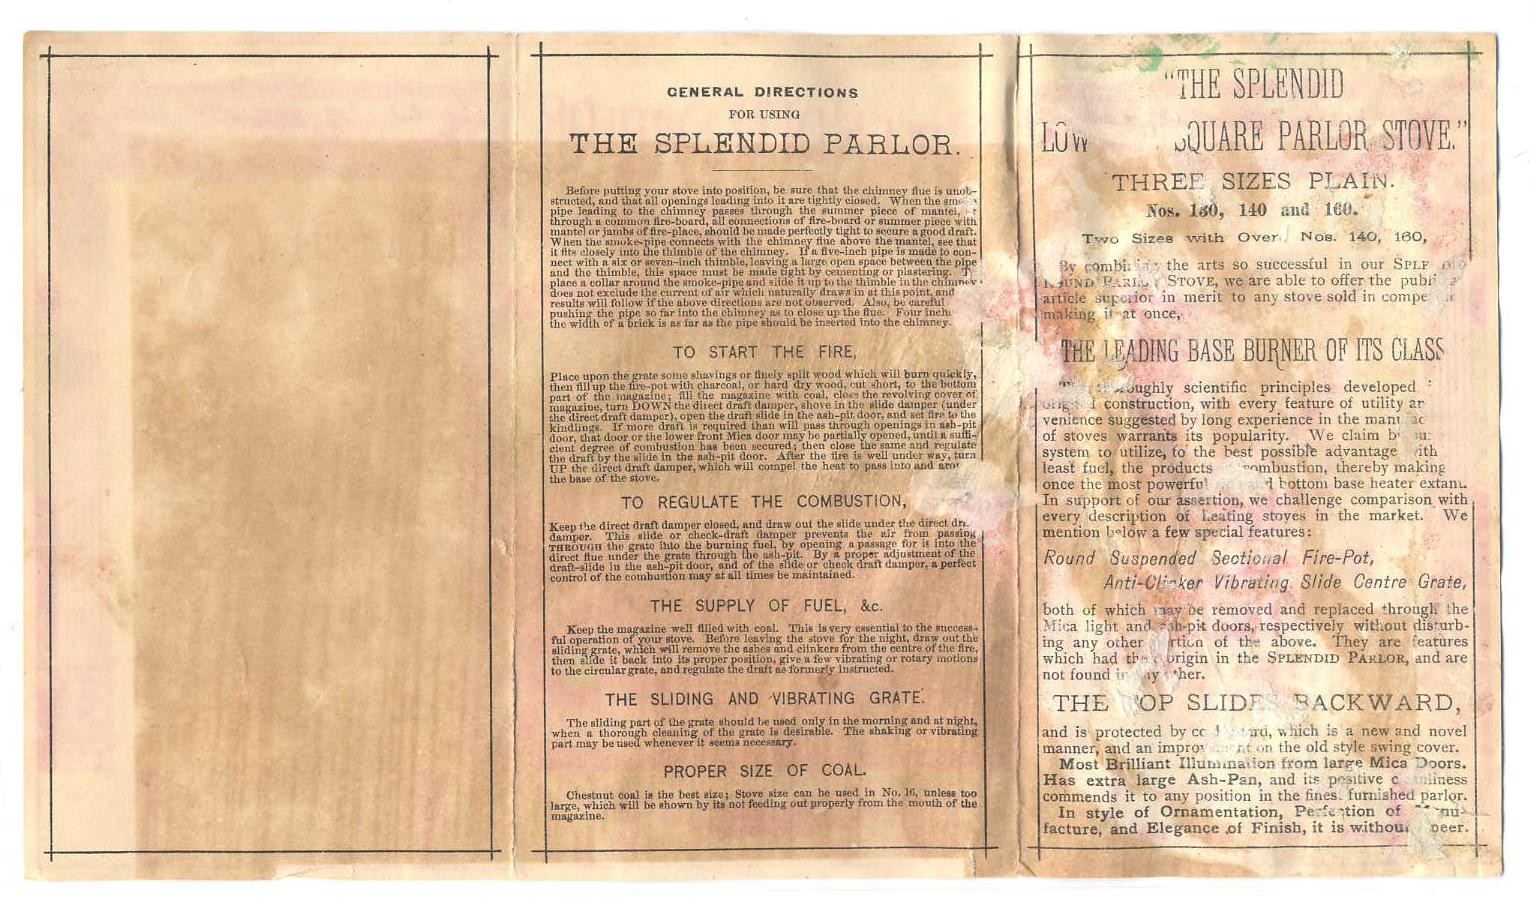 GENERAL DIRECTIONS
FOR USING
THE SPLENDID PARLOR.
Before putting your stove into position, be sure that the chimney flue is unob-
structed, and that all openings leading into it are tightly closed. When the
pipe leading to the chimney passes through the summer piece of mantel,
through a common fire-board, all connections of fire-board or summer piece with
mantel or jambs of fire-place, should be made perfectly tight to secure a good draft.
When the smoke-pipe connects with the chimney flue above the mantel, see that
it fits closely into the thimble of the chimney. If a five-inch pipe is made to con-
nect with a six or seven-inch thimble, leaving a large open space between the pipe
and the thimble, this space must be made tight by cementing or plastering.
place a collar around the smoke-pipe and slide it up to the thimble in the chimney
does not exclude the current of air which naturally draws in at this point, and
results will follow if the above directions are not observed. Also, be careful
pushing the pipe so far into the chimney as to close up the flue. Four
the width of a brick is as far as the pipe should be inserted into the chimney.
TO START THE FIRE,
Place upon the grate some shavings or finely split wood which will burn quickly,
then fill up the fire-pot with charcoal, or hard dry wood, cut short, to the bottom
part of the magazine; fill the magazine with coal, close the revolving cover of
magazine, turn DOWN the direct draft damper, shove in the slide damper (under
the direct draft damper), open the draft slide in the ash-pit door, and set fire to the
kindlings. If more draft is required than will pass through openings in ash-pit
door, that door or the lower front Mica door may be partially opened, until a suffi-
cient degree of combustion has been secured; then close the same and regulate
the draft by the slide in the ash-pit door. After the fire is well under way, turn
UP the direct draft damper, which will compel the heat to pass into and
the base of the stove.
TO REGULATE THE COMBUSTION,
Keep the direct draft damper closed, and draw out the slide under the direct
damper. This slide or check-draft damper prevents the air from passing
THROUGH the grate into the burning fuel, by opening a passage for is into the
direct flue under the grate through the ash-pit. By a proper adjustment of the
draft-slide in the ash-pit door, and of the slide or check draft damper, a perfect
control of the combustion may at all times be maintained.
THE SUPPLY OF FUEL, &c.
Keep the magazine well filled with coal. This is very essential to the success-
ful operation of your stove. Before leaving the stove for the night, draw out the
sliding grate, which will remove the ashes and clinkers from the centre of the fire,
then slide it back into its proper position, give a few vibrating or rotary motions
to the circular grate, and regulate the draft as formerly instructed.
THE SLIDING AND VIBRATING GRATE.
The sliding part of the grate should be used only in the morning and at night,
when a thorough cleaning of the grate is desirable. The shaking or vibrating
part may be used whenever it seems necessary.
PROPER SIZE OF COAL.
Chestnut coal is the best size; Stove size can be used in No. 16, unless too
large, which will be shown by its not feeding out properly from the mouth of the
magazine.
"THE SPLENDID
LOW SQUARE PARLOR STOVE."
THREE SIZES PLAIN.
Nos. 130, 140 and 160.
Two Sizes with Over Nos. 140, 160,
By combining the arts so successful in our
PARLOR STOVE, we are able to offer the
article superior in merit to any stove sold in
making it at once,
THE LEADING BASE BURNER OF ITS CLASS
thoroughly scientific principles developed
construction, with every feature of utility
venience suggested by long experience in the
of stoves warrants its popularity. We claim
system to utilize, to the best possible advantage with
least fuel, the products combustion, thereby making
once the most powerful and bottom base heater
In support of our assertion, we challenge comparison with
every description of heating stoves in the market. We
mention below a few special features:
Round Suspended Sectional Fire-Pot,
Anti-Clinker Vibrating Slide Centre Grate,
both of which may be removed and replaced through the
Mica light and ash-pit doors, respectively without disturb-
ing any other portion of the above. They are features
which had their origin in the SPLENDID PARLOR, and are
not found in any other.
THE TOP SLIDES BACKWARD,
and is protected by which is a new and novel
manner, and an improvement on the old style swing cover.
Most Brilliant Illumination from large Mica Doors.
Has extra large Ash-Pan, and its positive cleanliness
commends it to any position in the finest furnished parlor.
In style of Ornamentation, Perfection of Manu-
facture, and Elegance of Finish, it is without peer.